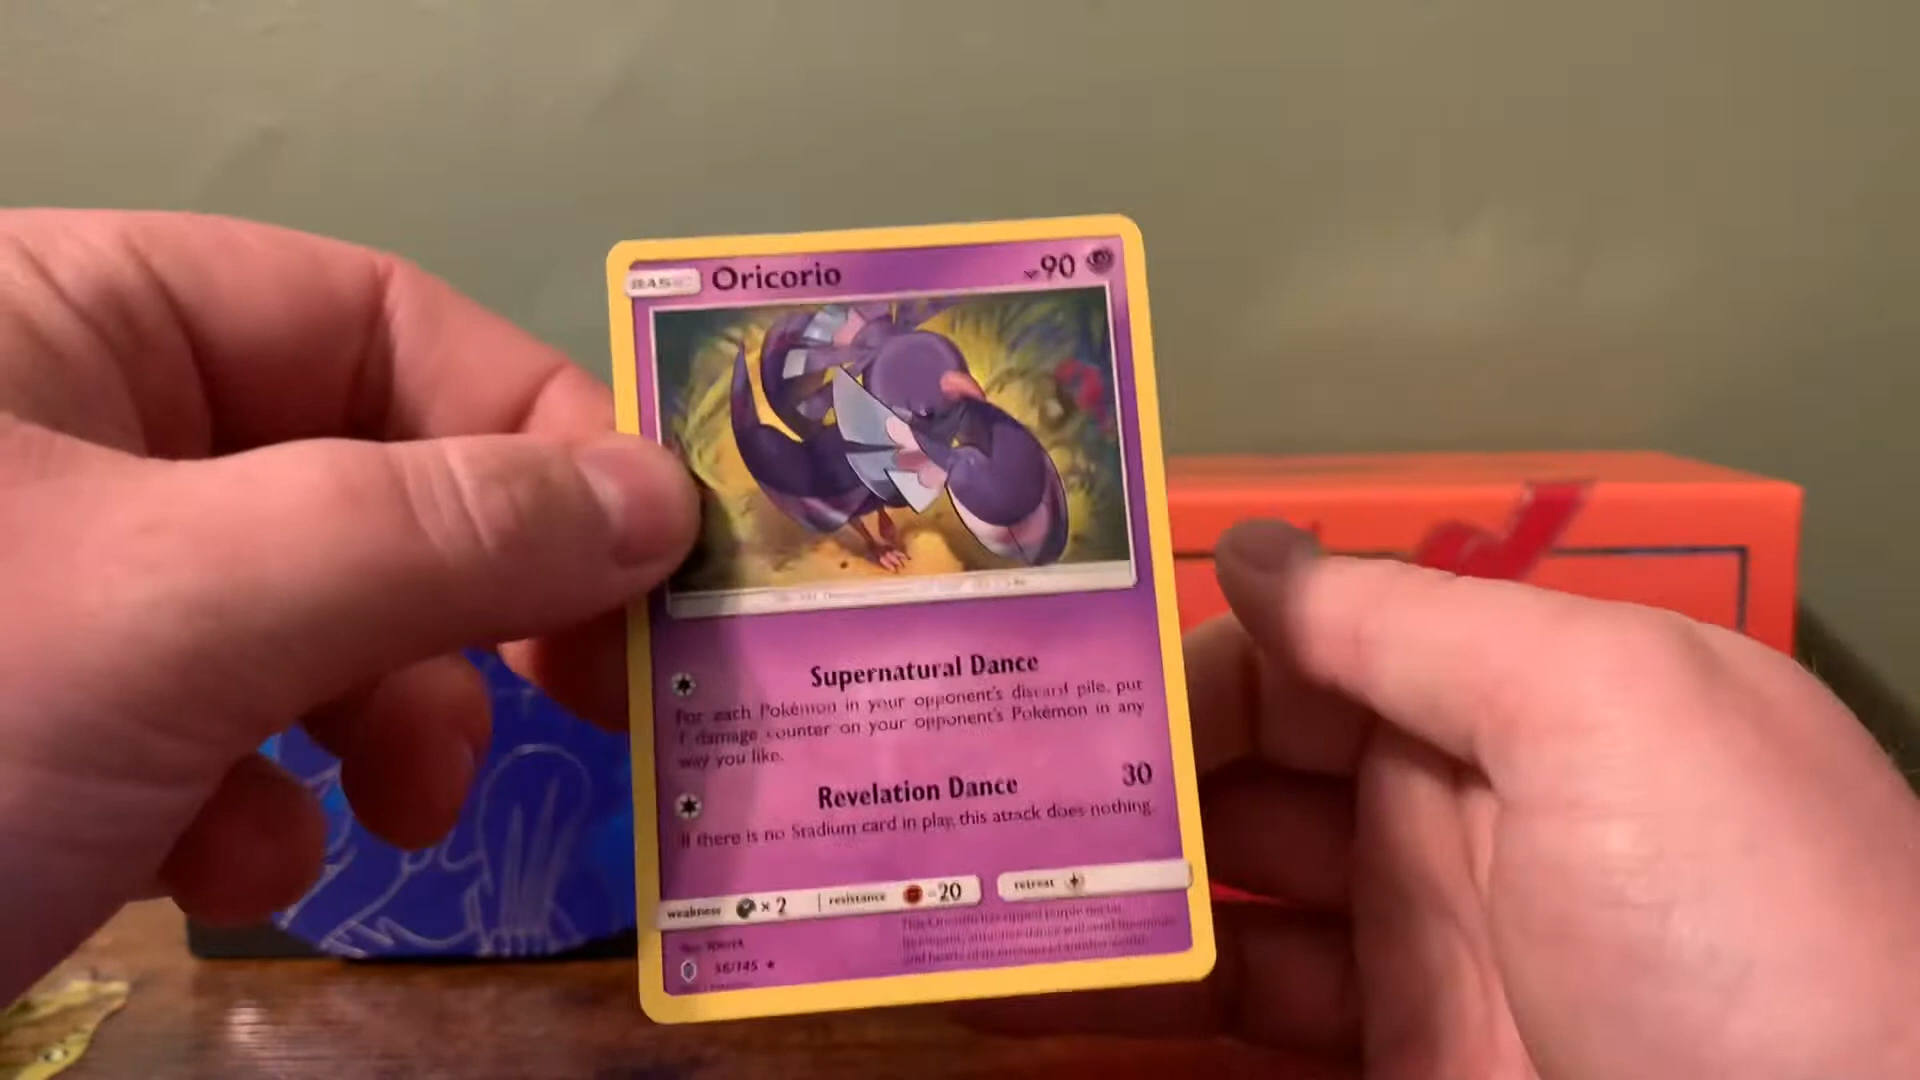 BASIC Oricorio 90
Supernatural Dance
For each Pokémon in your opponent's discard pile, put
1 damage counter on your opponent's Pokémon in any
way you like.
Revelation Dance 30
If there is no Stadium card in play, this attack does nothing.
weakness × 2 resistance -20 retreat
56/145